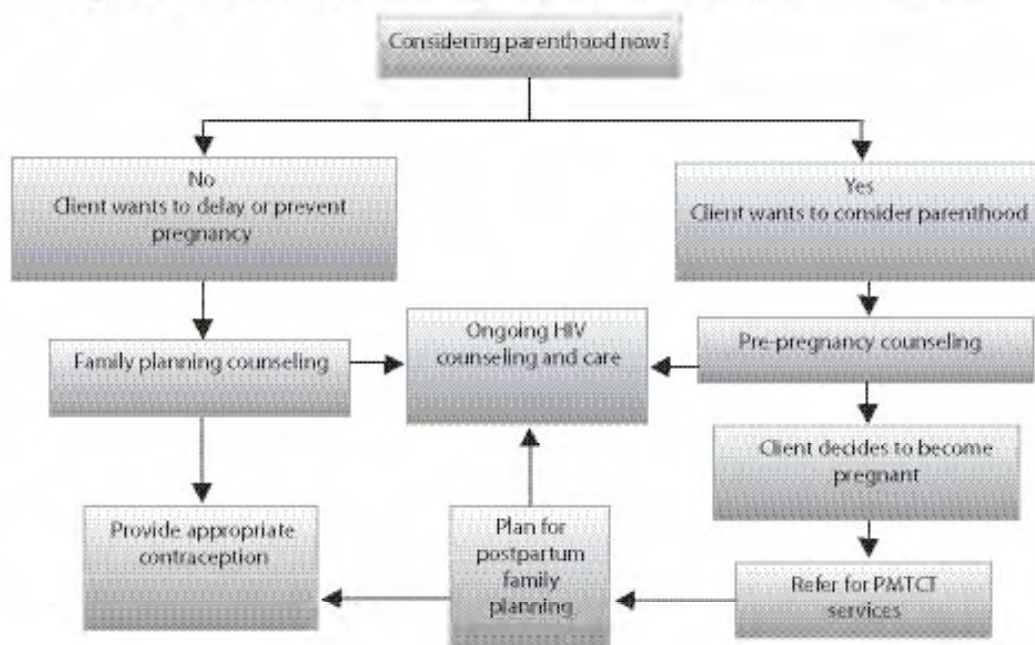 Considering parenthood now?
No
Client wants to delay or prevent
pregnancy
Yes
Client wants to consider parenthood
Family planning counseling
Ongoing HIV
counseling and care
Pre-pregnancy counseling
Client decides to become
pregnant
Provide appropriate
contraception
Plan for
postpartum
family
planning
Refer for PMTCT
services